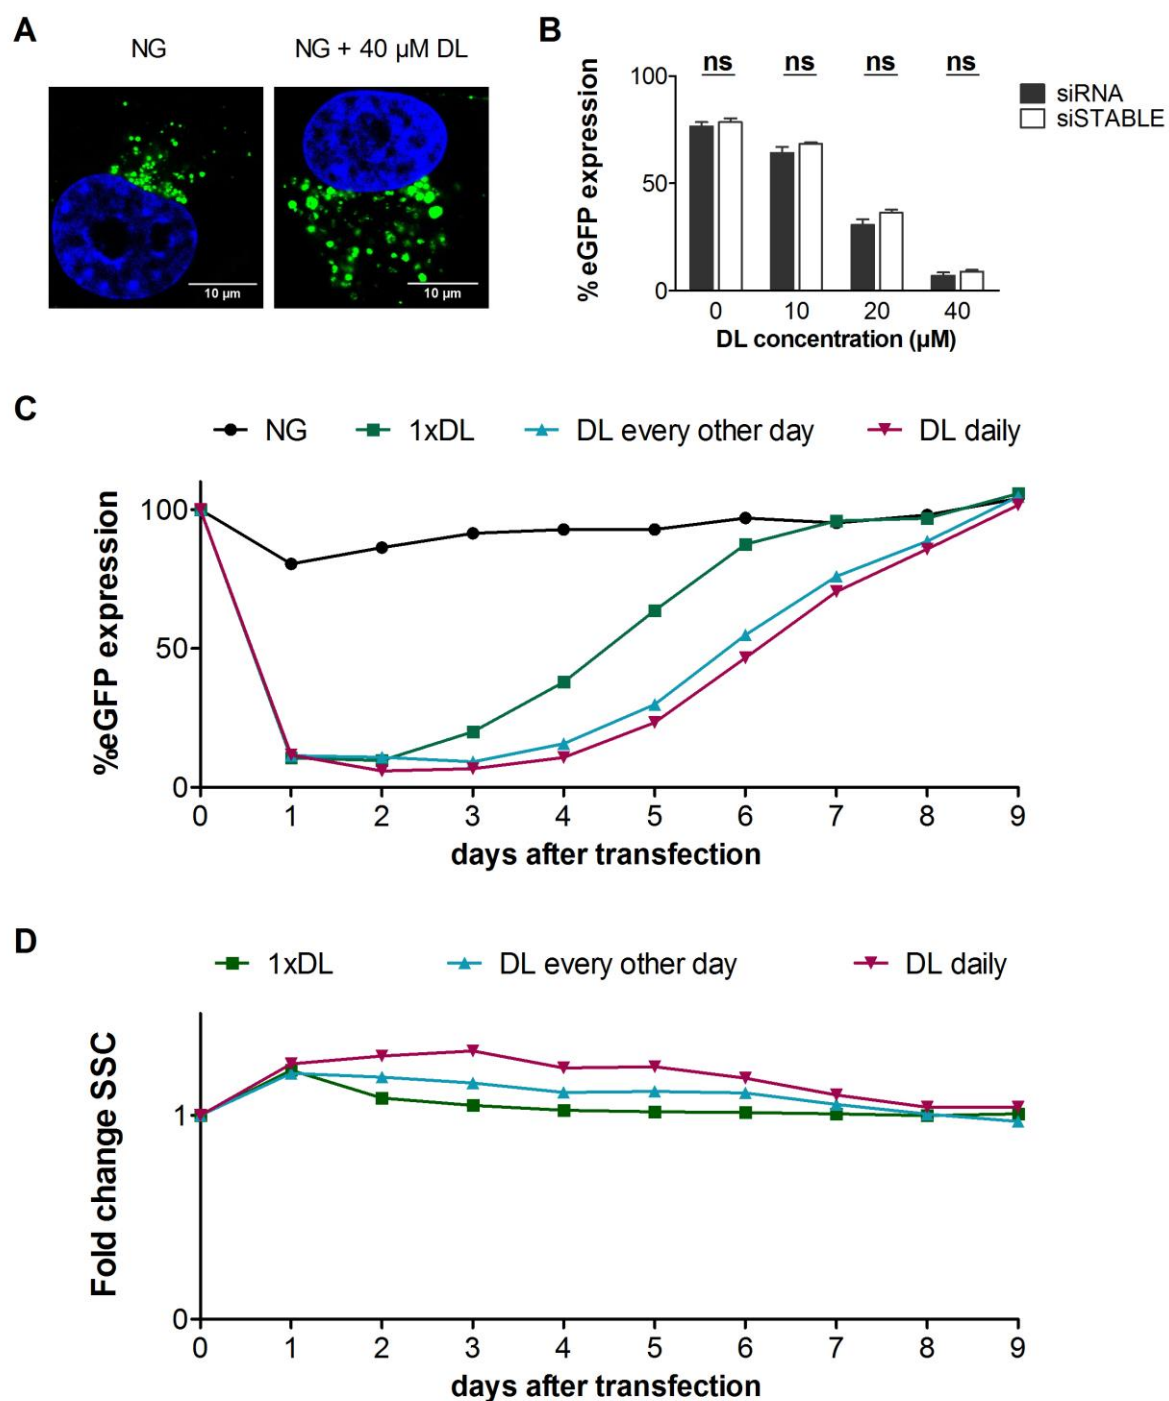 A
NG
NG + 40 µM DL
10 µm
10 µm
B
ns ns ns ns
siRNA
siSTABLE
% eGFP expression
100
50
0
0 10 20 40
DL concentration (µM)
C
NG 1xDL DL every other day DL daily
%eGFP expression
100
50
0
0 1 2 3 4 5 6 7 8 9
days after transfection
D
1xDL DL every other day DL daily
Fold change SSC
1
0
0 1 2 3 4 5 6 7 8 9
days after transfection